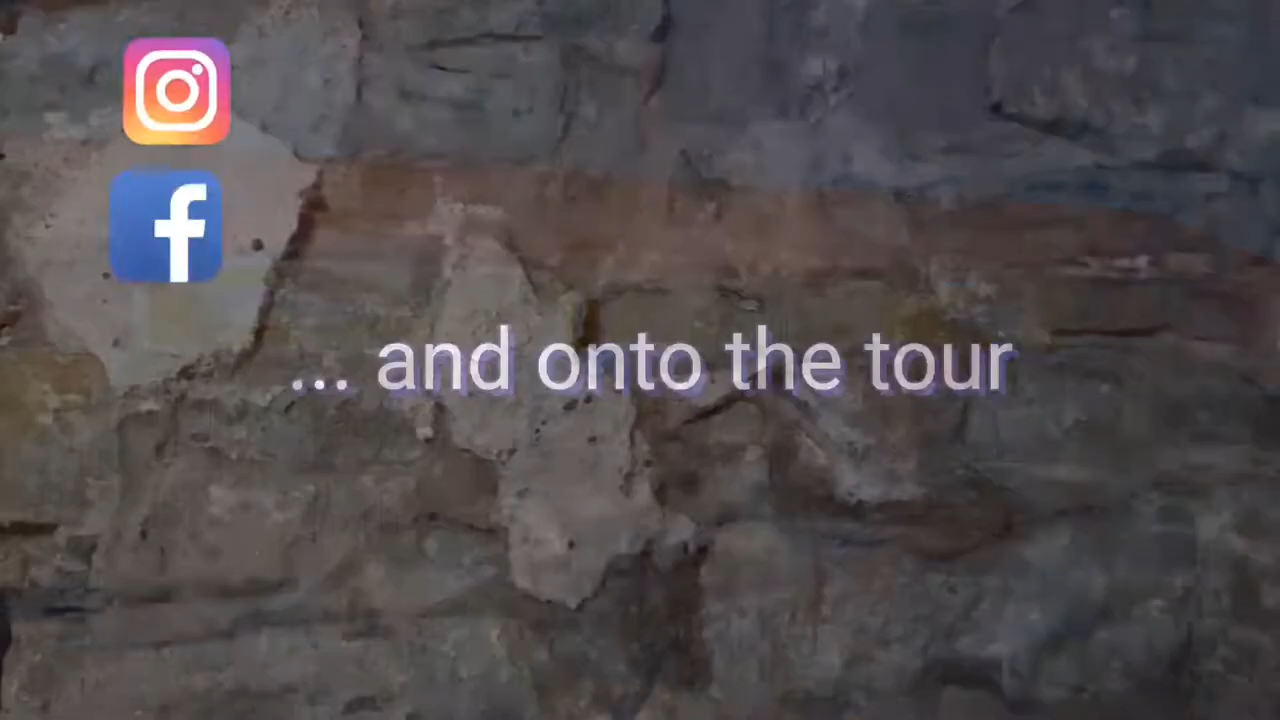 ... and onto the tour